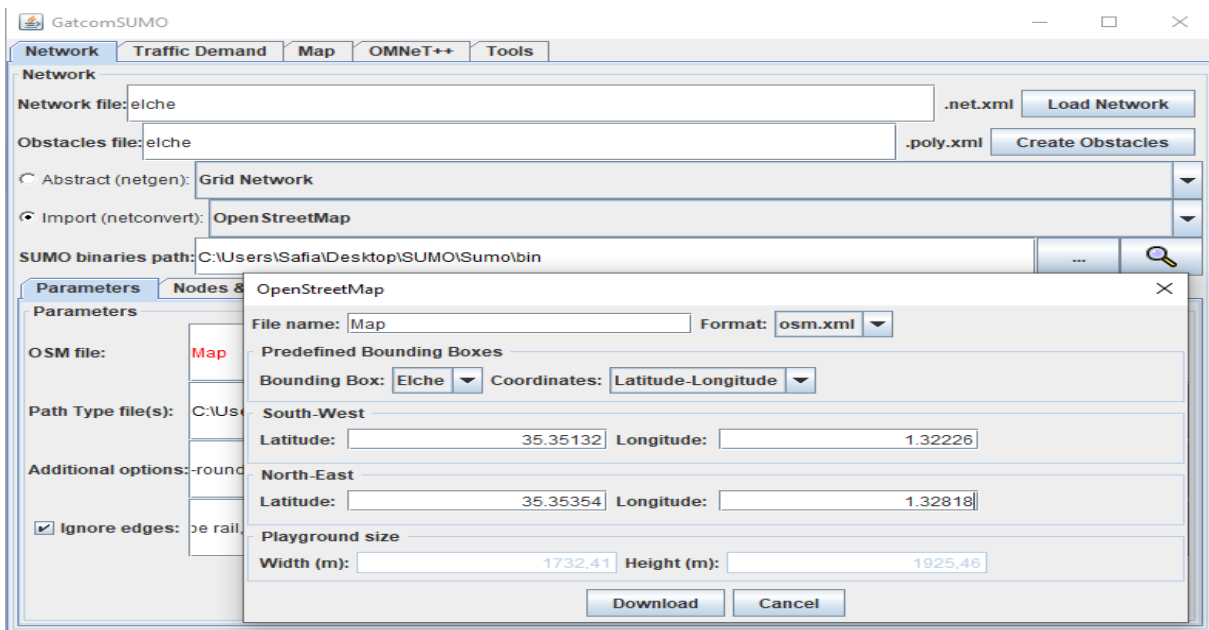 GatcomSUMO
Network Traffic Demand Map OMNeT++ Tools
Network
Network file: elche .net.xml Load Network
Obstacles file: elche .poly.xml Create Obstacles
Abstract (netgen): Grid Network
Import (netconvert): OpenStreetMap
SUMO binaries path: C:\Users\Safia\Desktop\SUMO\Sumo\bin ...
Parameters Nodes &
Parameters
OSM file: Map
Path Type file(s): C:\Use
Additional options: -round
Ignore edges: pe rail,
OpenStreetMap
File name: Map Format: osm.xml
Predefined Bounding Boxes
Bounding Box: Elche Coordinates: Latitude-Longitude
South-West
Latitude: 35.35132 Longitude: 1.32226
North-East
Latitude: 35.35354 Longitude: 1.32818
Playground size
Width (m): 1732,41 Height (m): 1925,46
Download Cancel